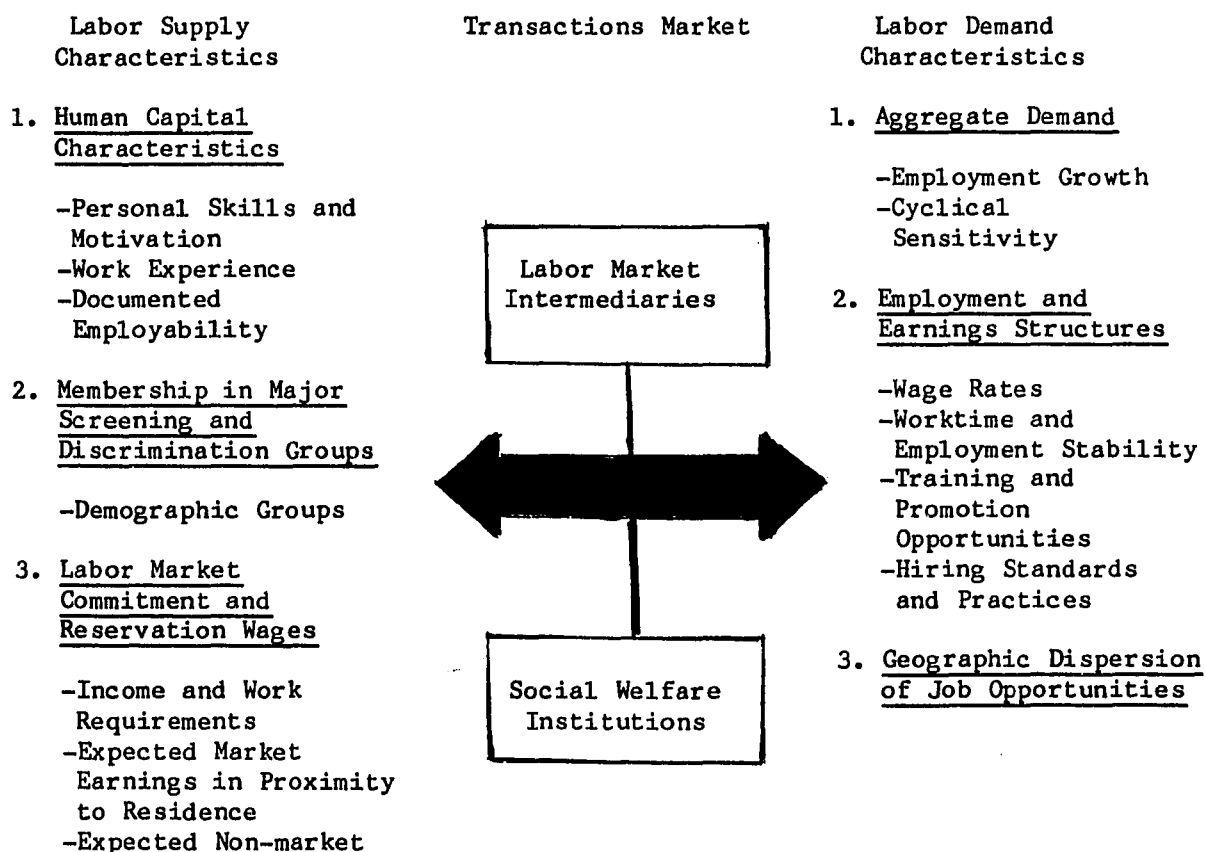 Labor Supply
Characteristics
1. Human Capital
Characteristics
-Personal Skills and
Motivation
-Work Experience
-Documented
Employability
2. Membership in Major
Screening and
Discrimination Groups
-Demographic Groups
3. Labor Market
Commitment and
Reservation Wages
-Income and Work
Requirements
-Expected Market
Earnings in Proximity
to Residence
-Expected Non-market
Transactions Market
Labor Market
Intermediaries
Social Welfare
Institutions
Labor Demand
Characteristics
1. Aggregate Demand
-Employment Growth
-Cyclical
Sensitivity
2. Employment and
Earnings Structures
-Wage Rates
-Worktime and
Employment Stability
-Training and
Promotion
Opportunities
-Hiring Standards
and Practices
3. Geographic Dispersion
of Job Opportunities